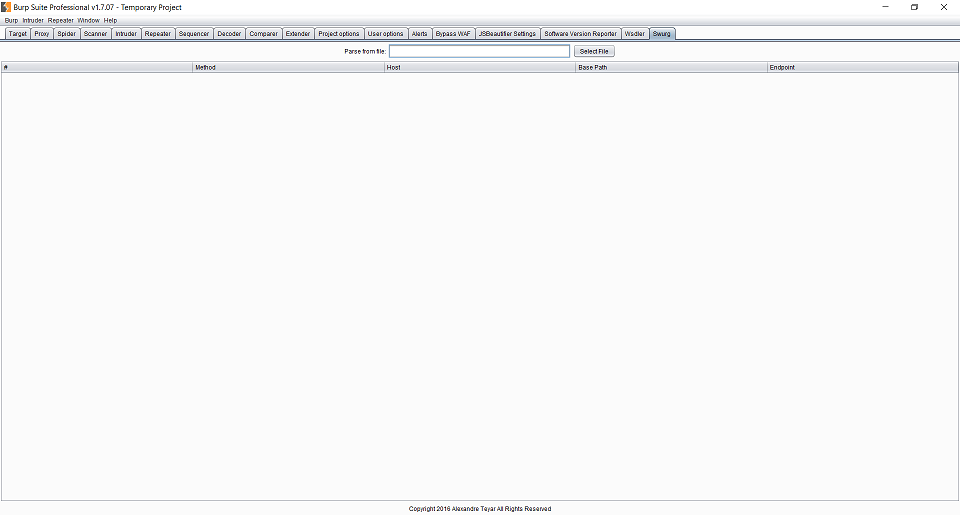 Burp Suite Professional v1.7.07 - Temporary Project
Burp Intruder Repeater Window Help
Target Proxy Spider Scanner Intruder Repeater Sequencer Decoder Comparer Extender Project options User options Alerts Bypass WAF JSBeautifier Settings Software Version Reporter Wsdler Swurg
Parse from file: Select File
# Method Host Base Path Endpoint
Copyright 2016 Alexandre Teyar All Rights Reserved